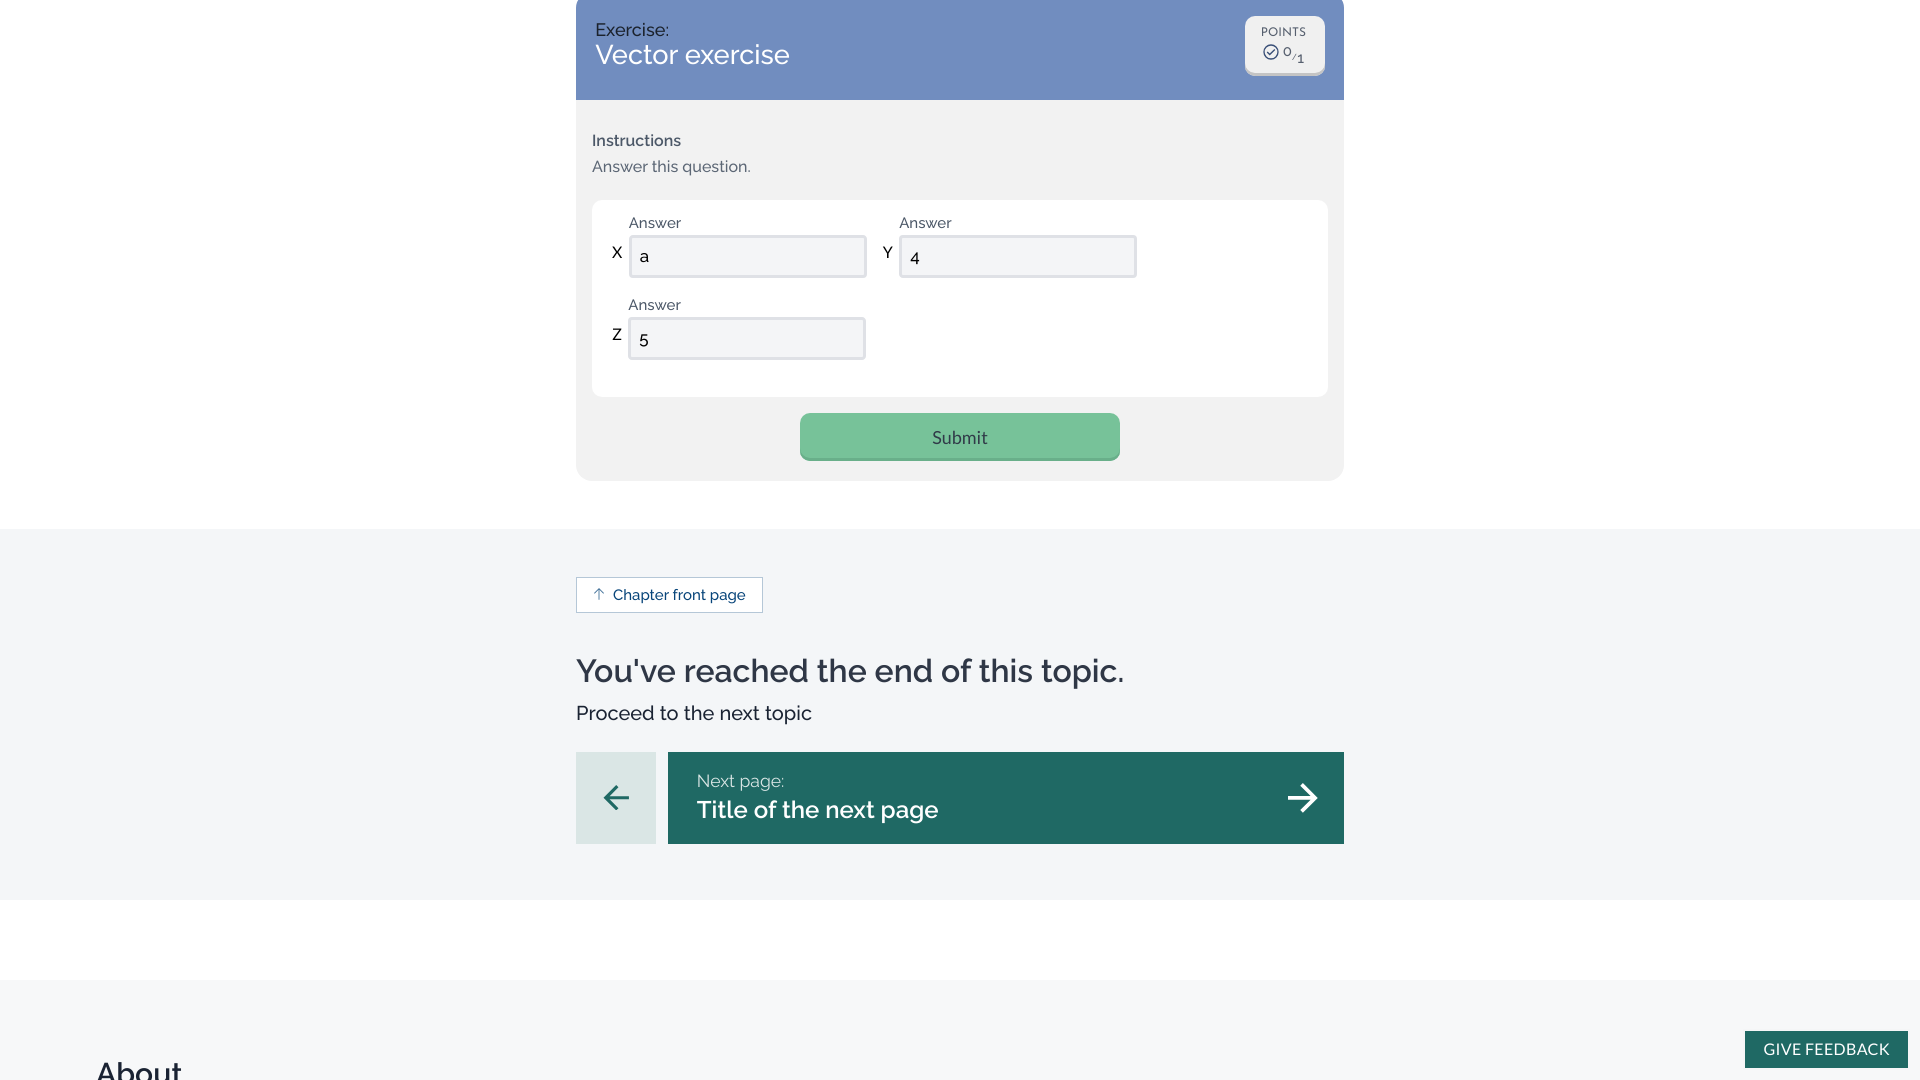 Exercise:
Vector exercise
POINTS
0/1
Instructions
Answer this question.
Answer
Answer
X a Y 4
Answer
Z 5
Submit
Chapter front page
You've reached the end of this topic.
Proceed to the next topic
Next page:
Title of the next page
GIVE FEEDBACK
About